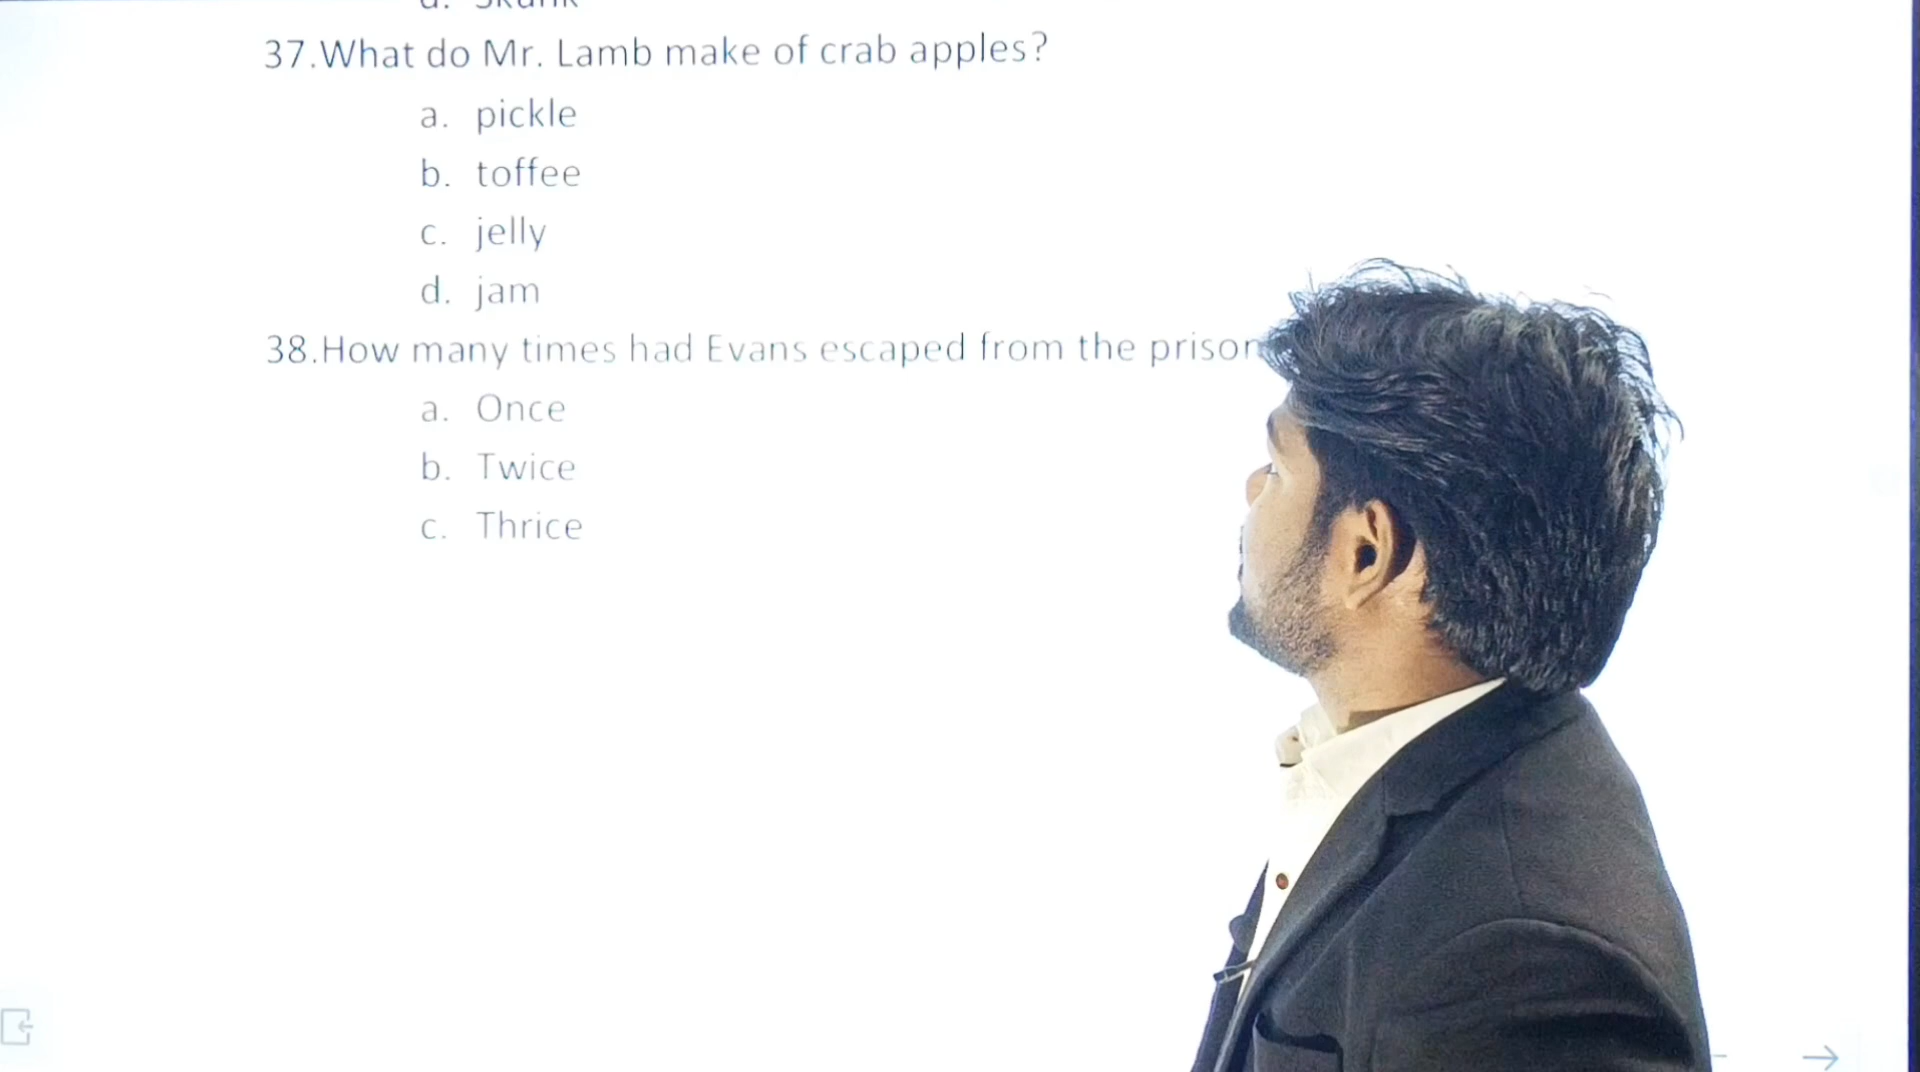 37.What do Mr. Lamb make of crab apples?
a. pickle
b. toffee
c. jelly
d. jam
38.How many times had Evans escaped from the
a. Once
b. Twice
c. Thrice